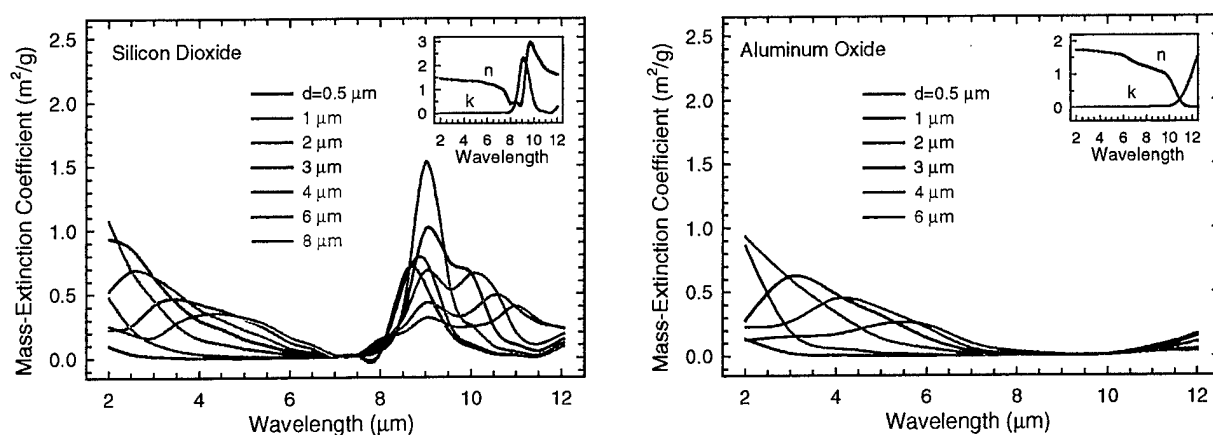 Silicon Dioxide
Mass-Extinction Coefficient (m²/g)
2.5
2.0
1.5
1.0
0.5
0.0
d=0.5 μm
1 μm
2 μm
3 μm
4 μm
6 μm
8 μm
3
2
1
0
n
k
2 4 6 8 10 12
Wavelength
2 4 6 8 10 12
Wavelength (μm)
Aluminum Oxide
Mass-Extinction Coefficient (m²/g)
2.5
2.0
1.5
1.0
0.5
0.0
d=0.5 μm
1 μm
2 μm
3 μm
4 μm
6 μm
2
1
0
n
k
2 4 6 8 10 12
Wavelength
2 4 6 8 10 12
Wavelength (μm)